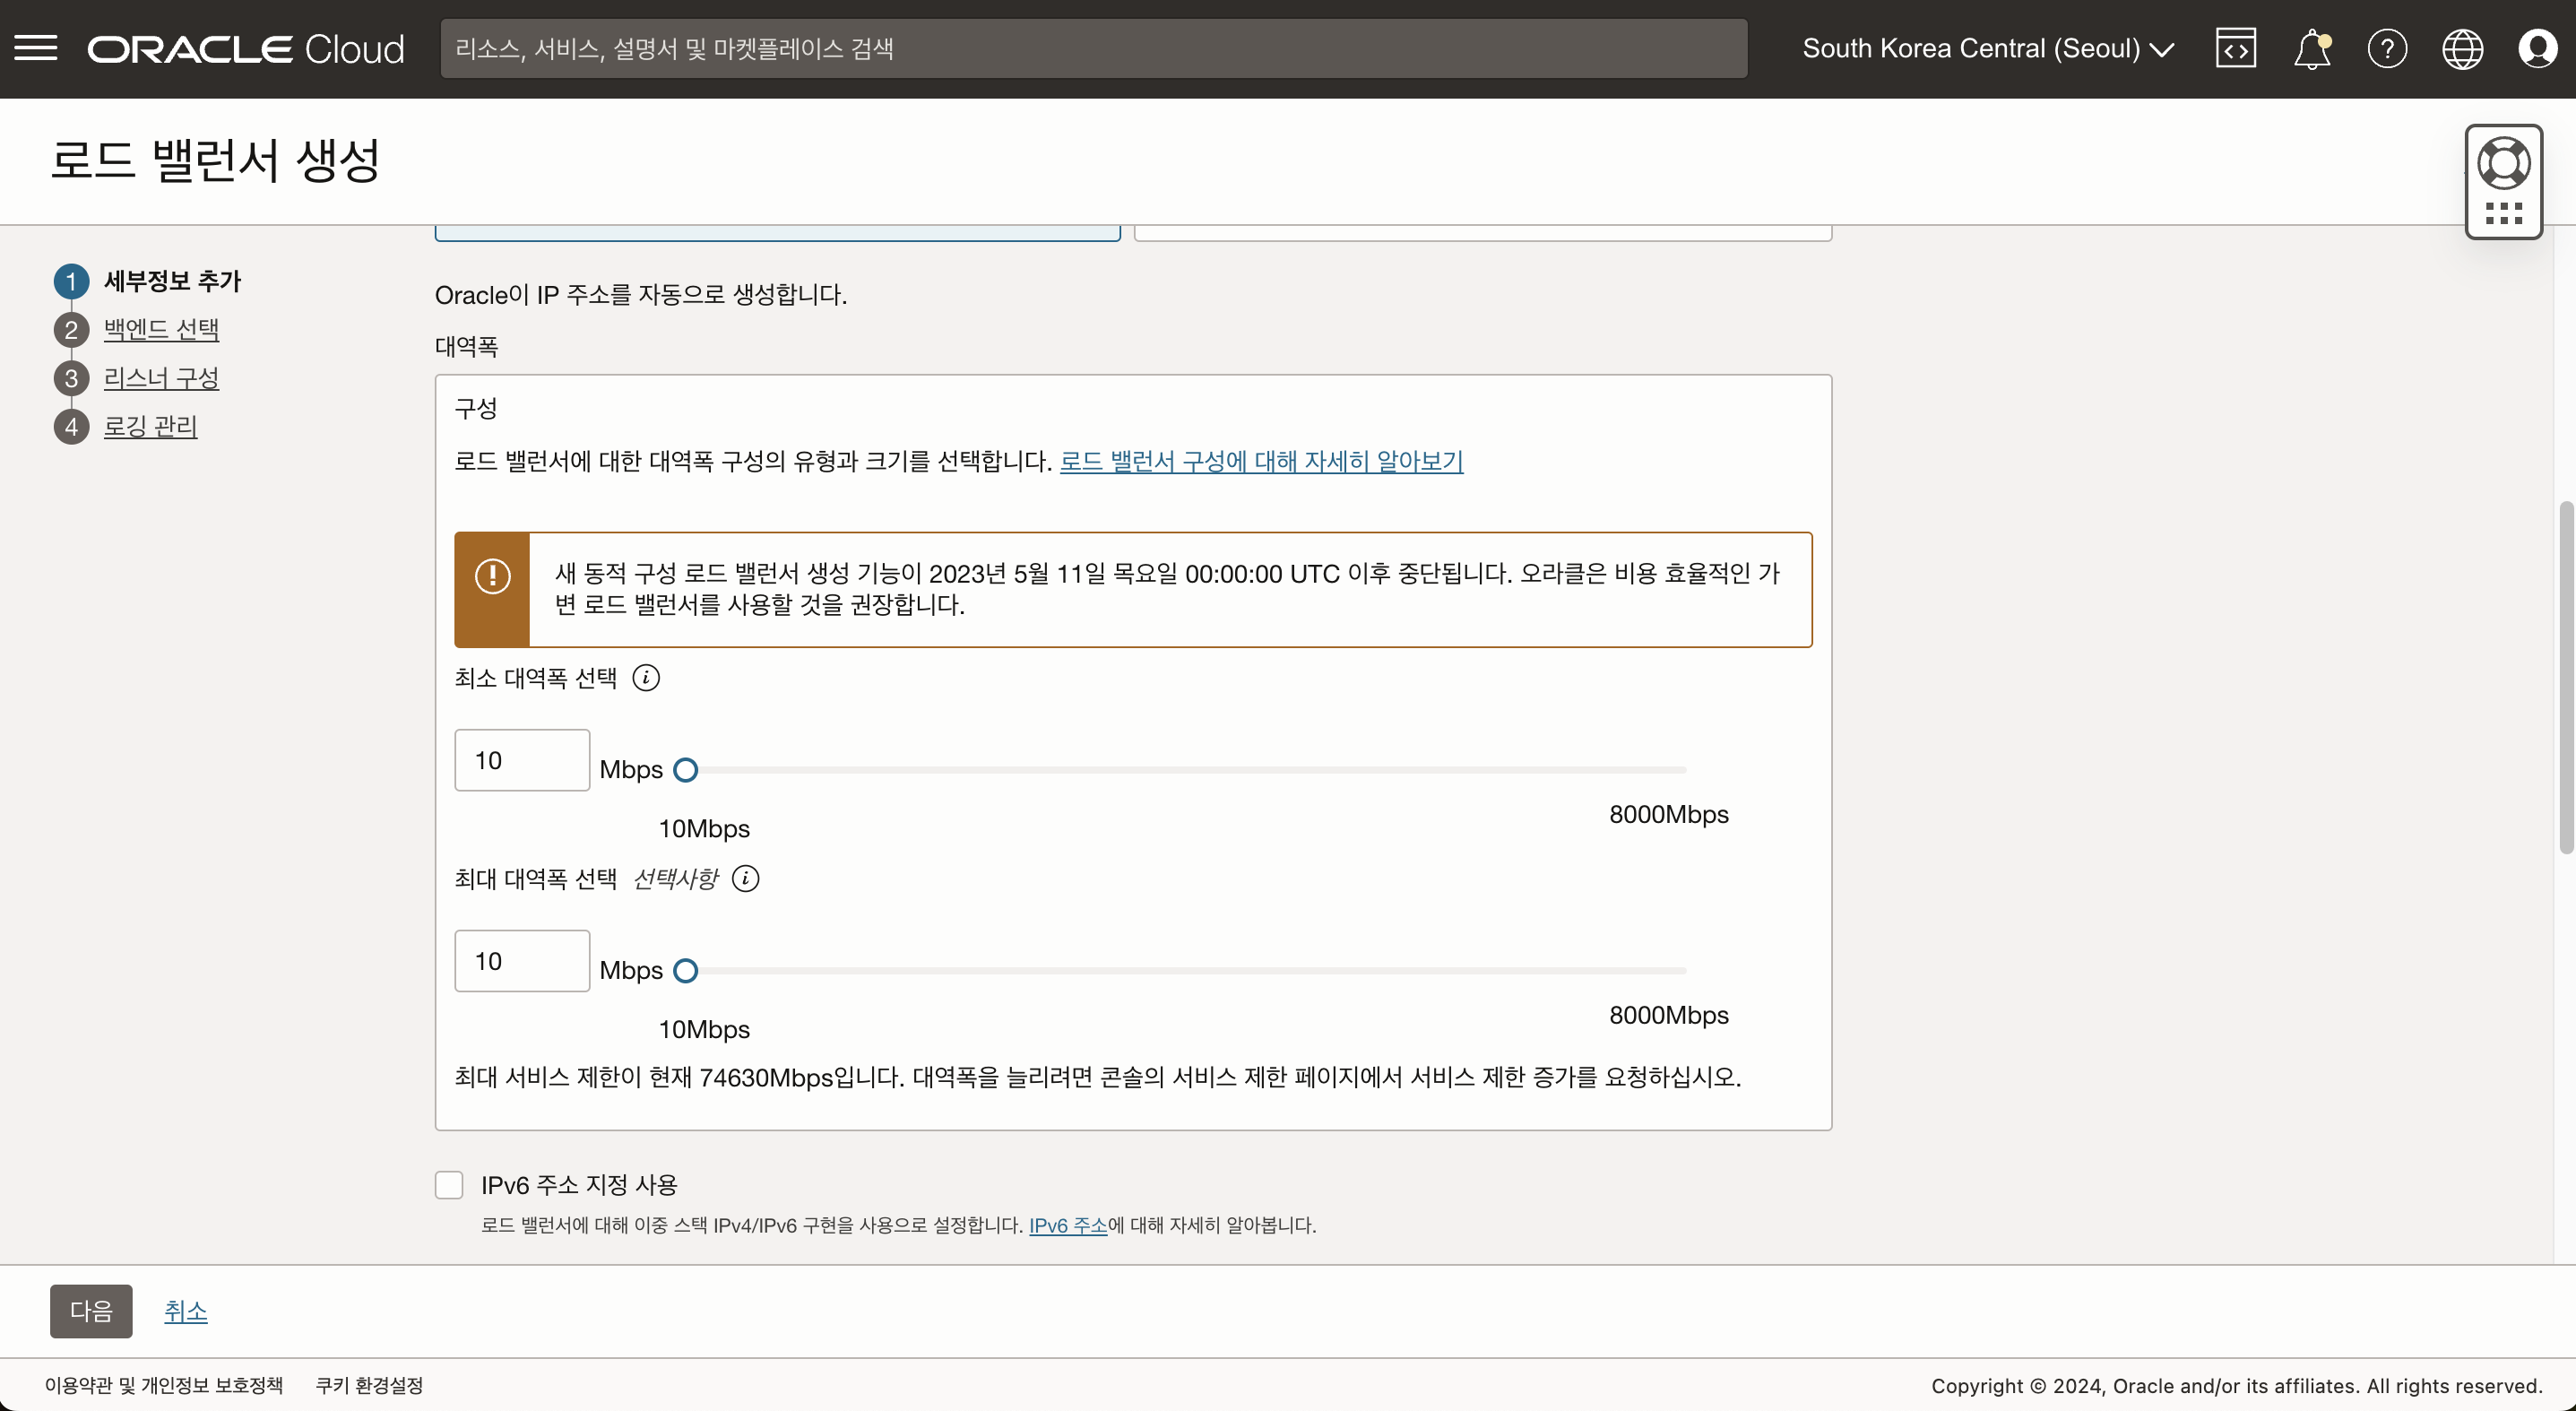 ORACLE Cloud
리소스, 서비스, 설명서 및 마켓플레이스 검색
South Korea Central (Seoul)
로드 밸런서 생성
1 세부정보 추가
2 백엔드 선택
3 리스너 구성
4 로깅 관리
Oracle이 IP 주소를 자동으로 생성합니다.
대역폭
구성
로드 밸런서에 대한 대역폭 구성의 유형과 크기를 선택합니다. 로드 밸런서 구성에 대해 자세히 알아보기
새 동적 구성 로드 밸런서 생성 기능이 2023년 5월 11일 목요일 00:00:00 UTC 이후 중단됩니다. 오라클은 비용 효율적인 가
변 로드 밸런서를 사용할 것을 권장합니다.
최소 대역폭 선택
10 Mbps
10Mbps 8000Mbps
최대 대역폭 선택 선택사항
10 Mbps
10Mbps 8000Mbps
최대 서비스 제한이 현재 74630Mbps입니다. 대역폭을 늘리려면 콘솔의 서비스 제한 페이지에서 서비스 제한 증가를 요청하십시오.
IPv6 주소 지정 사용
로드 밸런서에 대해 이중 스택 IPv4/IPv6 구현을 사용으로 설정합니다. IPv6 주소에 대해 자세히 알아봅니다.
다음 취소
이용약관 및 개인정보 보호정책 쿠키 환경설정
Copyright © 2024, Oracle and/or its affiliates. All rights reserved.